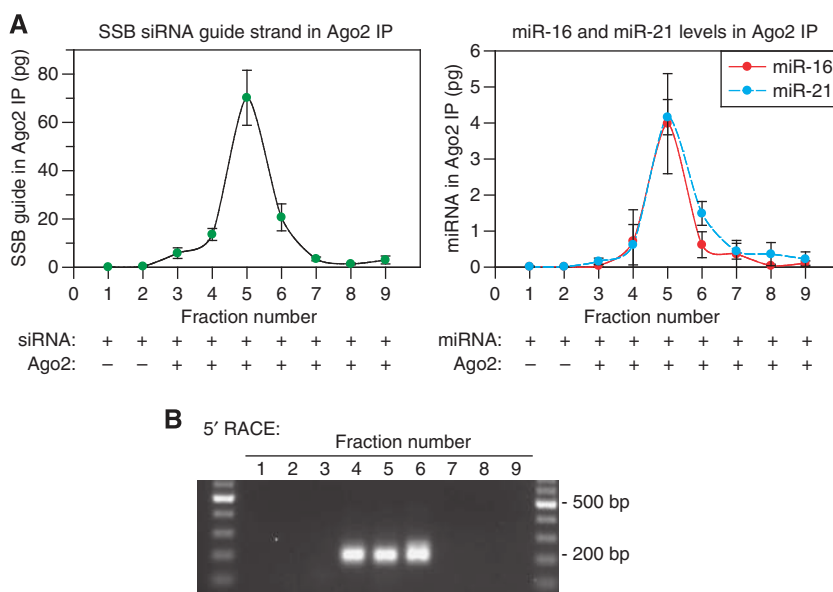 A
SSB siRNA guide strand in Ago2 IP
SSB guide in Ago2 IP (pg)
80
60
40
20
0
0 1 2 3 4 5 6 7 8 9 10
Fraction number
siRNA: + + + + + + + + +
Ago2: – – + + + + + + +
miR-16 and miR-21 levels in Ago2 IP
miRNA in Ago2 IP (pg)
6
5
4
3
2
1
0
miR-16
miR-21
0 1 2 3 4 5 6 7 8 9
Fraction number
miRNA: + + + + + + + + +
Ago2: – – + + + + + + +
B
5′ RACE:
Fraction number
1 2 3 4 5 6 7 8 9
- 500 bp
- 200 bp